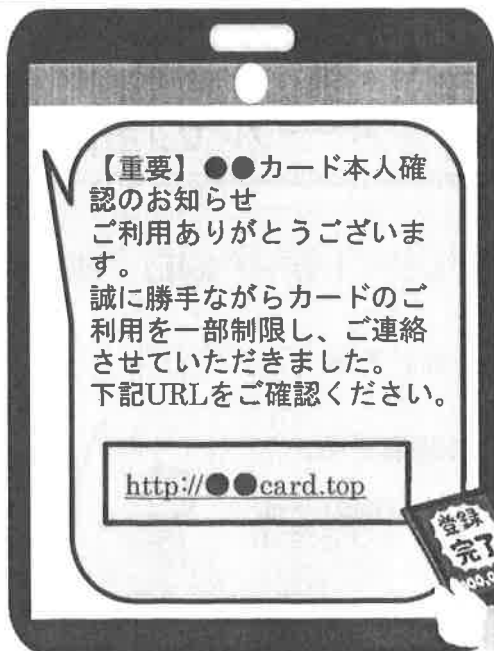 【重要】●●カード本人確
認のお知らせ
ご利用ありがとうございま
す。
誠に勝手ながらカードのご
利用を一部制限し、ご連絡
させていただきました。
下記URLをご確認ください。
http://●●card.top
登録
完了